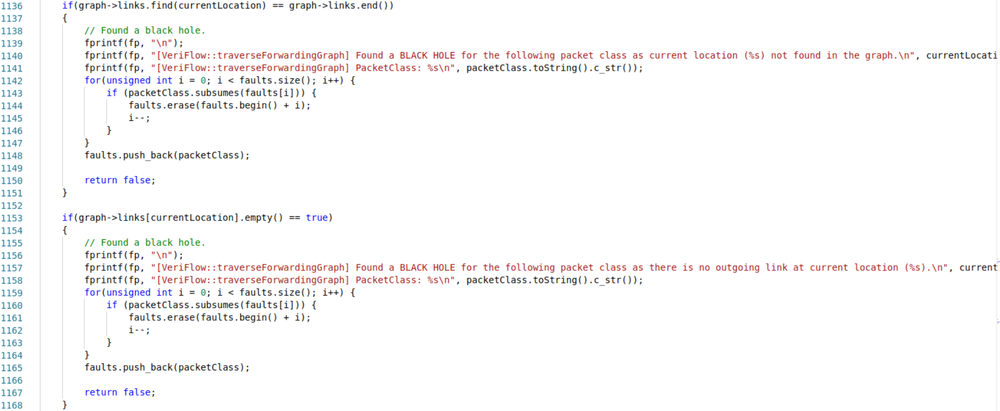 1136 if(graph->links.find(currentLocation) == graph->links.end())
1137 {
1138 // Found a black hole.
1139 fprintf(fp, "\n");
1140 fprintf(fp, "[VeriFlow::traverseForwardingGraph] Found a BLACK HOLE for the following packet class as current location (%s) not found in the graph.\n", currentLocati
1141 fprintf(fp, "[VeriFlow::traverseForwardingGraph] PacketClass: %s\n", packetClass.toString().c_str());
1142 for(unsigned int i = 0; i < faults.size(); i++) {
1143 if (packetClass.subsumes(faults[i])) {
1144 faults.erase(faults.begin() + i);
1145 i--;
1146 }
1147 }
1148 faults.push_back(packetClass);
1149
1150 return false;
1151 }
1152
1153 if(graph->links[currentLocation].empty() == true)
1154 {
1155 // Found a black hole.
1156 fprintf(fp, "\n");
1157 fprintf(fp, "[VeriFlow::traverseForwardingGraph] Found a BLACK HOLE for the following packet class as there is no outgoing link at current location (%s).\n", current
1158 fprintf(fp, "[VeriFlow::traverseForwardingGraph] PacketClass: %s\n", packetClass.toString().c_str());
1159 for(unsigned int i = 0; i < faults.size(); i++) {
1160 if (packetClass.subsumes(faults[i])) {
1161 faults.erase(faults.begin() + i);
1162 i--;
1163 }
1164 }
1165 faults.push_back(packetClass);
1166
1167 return false;
1168 }